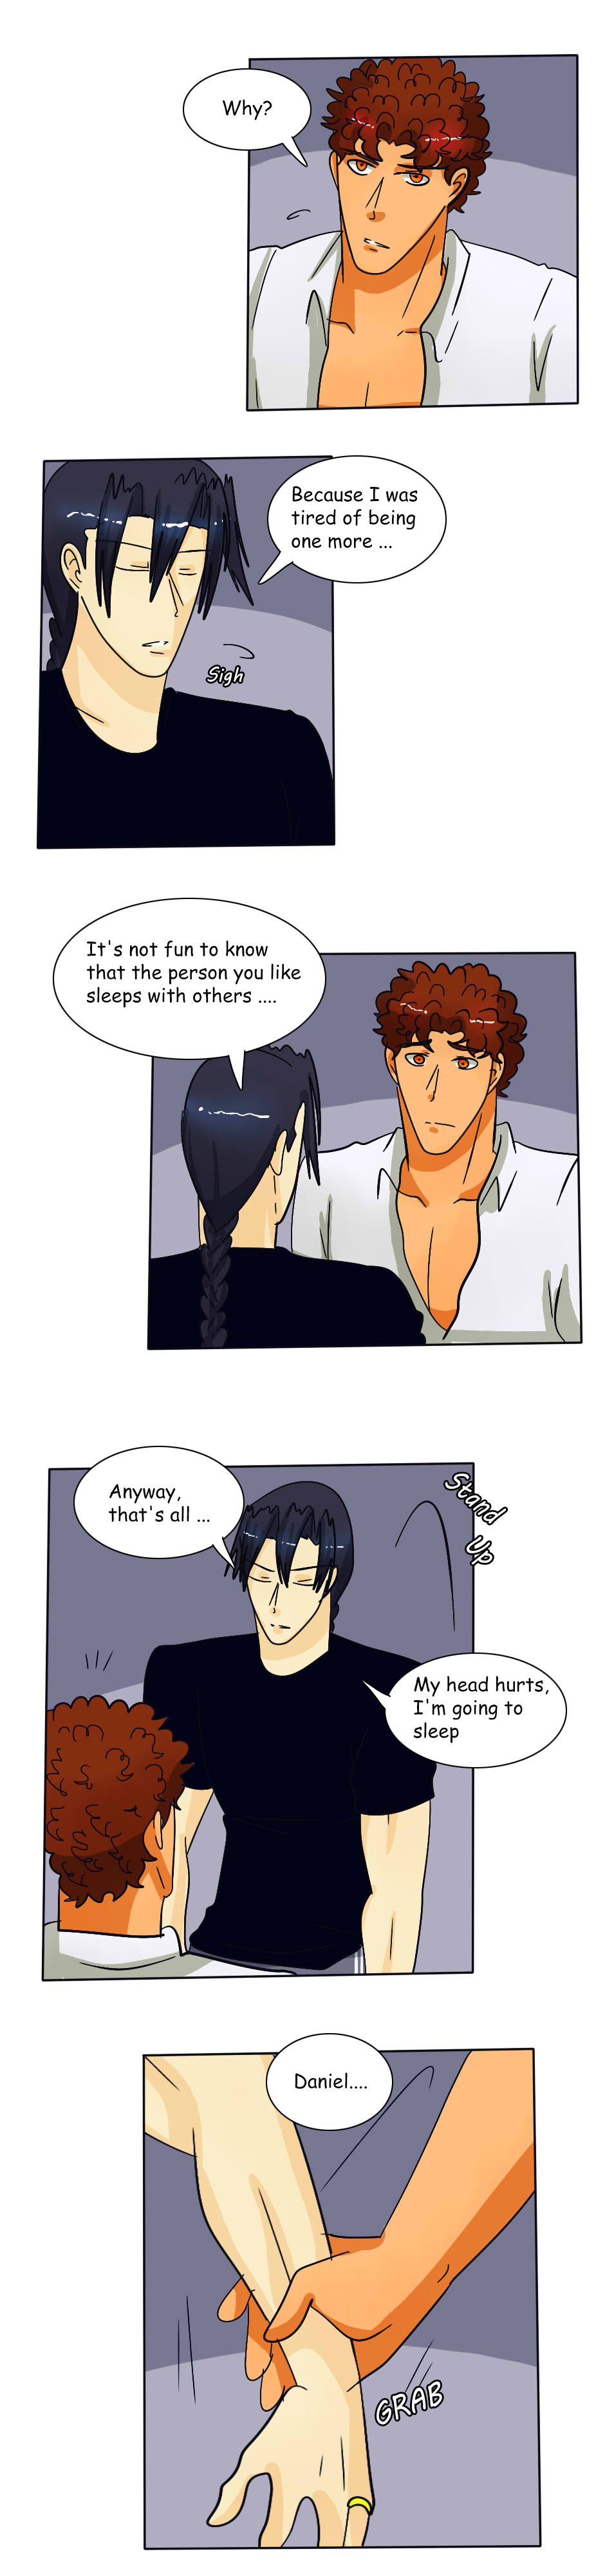 Why?
Because I was
tired of being
one more ...
Sigh
It's not fun to know
that the person you like
sleeps with others ....
Anyway,
that's all ...
Stand
Up
My head hurts,
I'm going to
sleep
Daniel....
GRAB